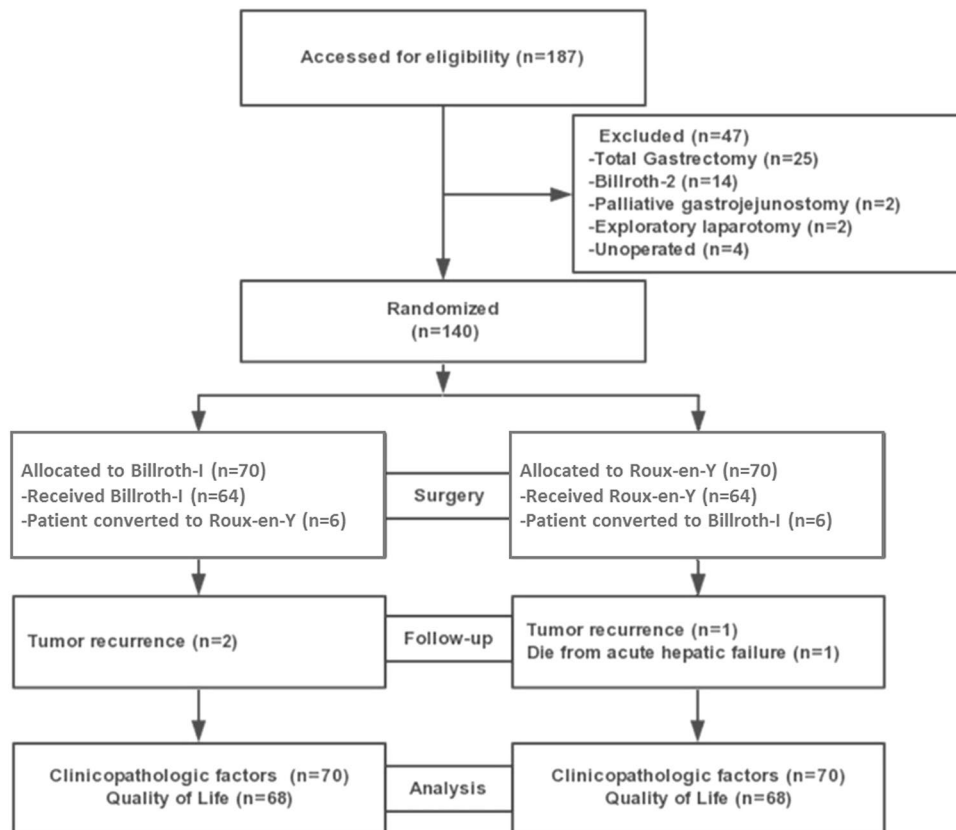 Accessed for eligibility (n=187)
Excluded (n=47)
-Total Gastrectomy (n=25)
-Billroth-2 (n=14)
-Palliative gastrojejunostomy (n=2)
-Exploratory laparotomy (n=2)
-Unoperated (n=4)
Randomized
(n=140)
Allocated to Billroth-I (n=70)
-Received Billroth-I (n=64)
-Patient converted to Roux-en-Y (n=6)
Surgery
Allocated to Roux-en-Y (n=70)
-Received Roux-en-Y (n=64)
-Patient converted to Billroth-I (n=6)
Tumor recurrence (n=2)
Follow-up
Tumor recurrence (n=1)
Die from acute hepatic failure (n=1)
Clinicopathologic factors (n=70)
Quality of Life (n=68)
Analysis
Clinicopathologic factors (n=70)
Quality of Life (n=68)